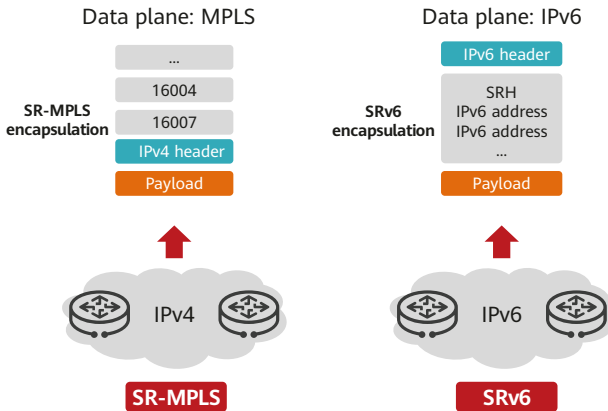 Data plane: MPLS
...
16004
16007
SR-MPLS
encapsulation
IPv4 header
Payload
IPv4
SR-MPLS
Data plane: IPv6
IPv6 header
SRH
IPv6 address
IPv6 address
...
SRv6
encapsulation
Payload
IPv6
SRv6